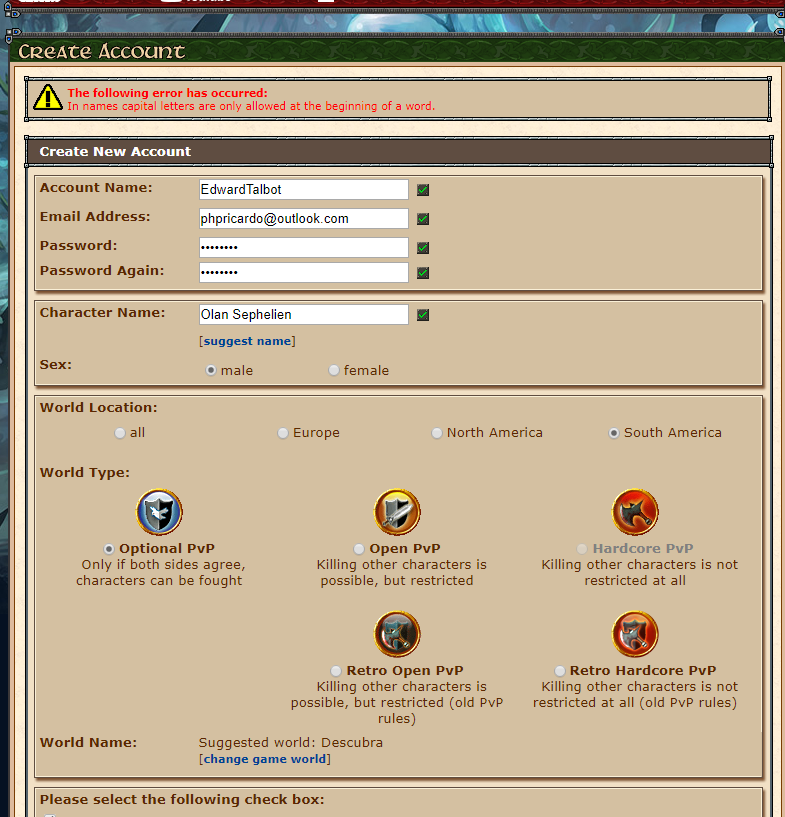 Create Account
The following error has occurred:
In names capital letters are only allowed at the beginning of a word.
Create New Account
Account Name: EdwardTalbot
Email Address: phpricardo@outlook.com
Password: ••••••••
Password Again: ••••••••
Character Name: Olan Sephelien
[suggest name]
Sex: male female
World Location:
all Europe North America South America
World Type:
Optional PvP Open PvP Hardcore PvP
Only if both sides agree, Killing other characters is Killing other characters is not
characters can be fought possible, but restricted restricted at all
Retro Open PvP Retro Hardcore PvP
Killing other characters is Killing other characters is not
possible, but restricted (old PvP restricted at all (old PvP rules)
rules)
World Name: Suggested world: Descubra
[change game world]
Please select the following check box: